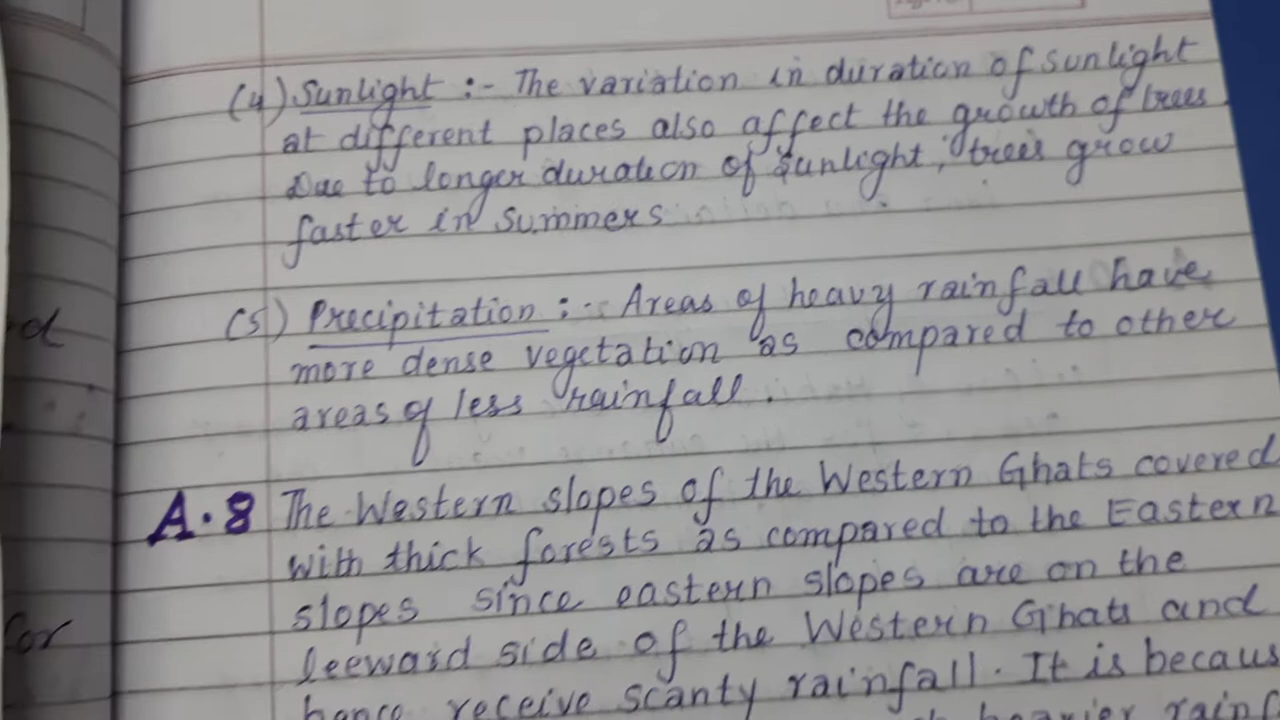 (4) Sunlight :- The variation in duration of sunlight
at different places also affect the growth of trees.
Due to longer duration of sunlight, trees grow
faster in summers
(5) Precipitation :- Areas of heavy rainfall have
more dense vegetation as compared to other
areas of less rainfall.
A.8 The Western slopes of the Western Ghats covered
with thick forests as compared to the Eastern
slopes since eastern slopes are on the
leeward side of the Western Ghats and
hence receive scanty rainfall. It is becaus
heavier rainf
d
for